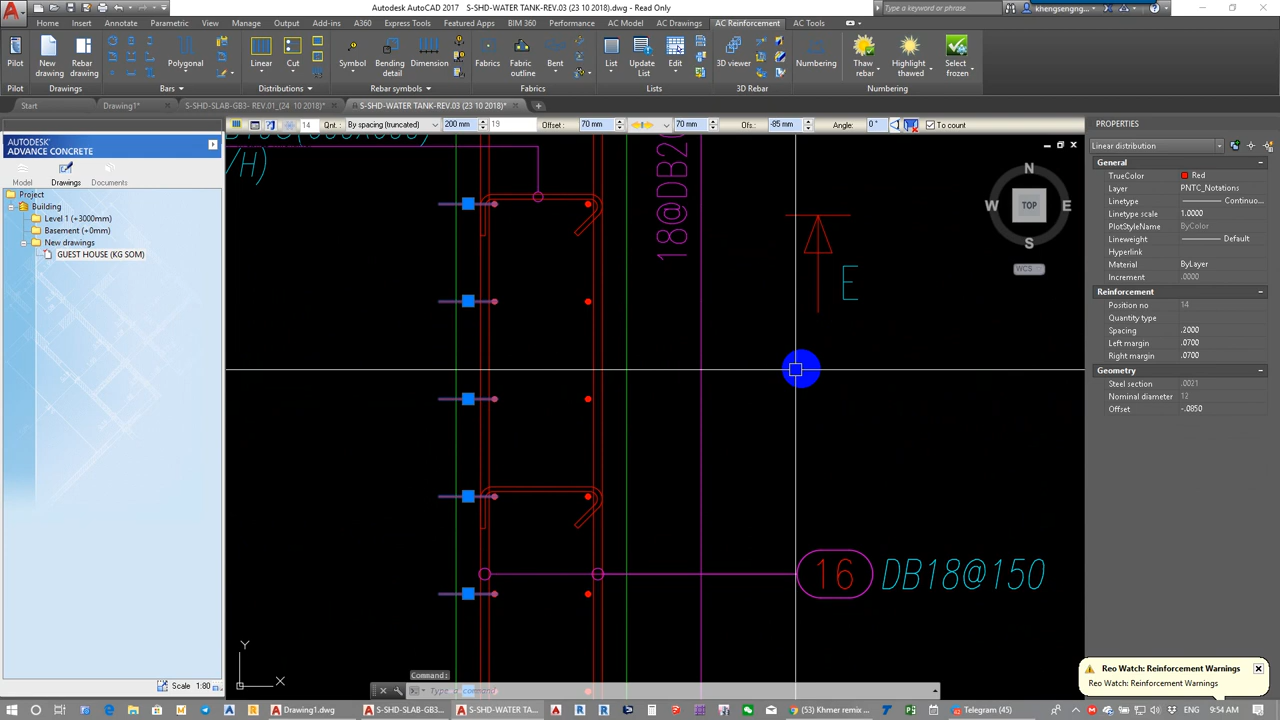 Autodesk AutoCAD 2017    S-SHD-WATER TANK-REV.03 (23 10 2018).dwg - Read Only
Type a keyword or phrase
khengsengng...
Home Insert Annotate Parametric View Manage Output Add-ins A360 Express Tools Featured Apps BIM 360 Performance AC Model AC Drawings AC Reinforcement AC Tools
Pilot New drawing Rebar drawing Polygonal Linear Cut Symbol Bending detail Dimension Fabrics Fabric outline Bent List Update List Edit 3D viewer Numbering Thaw rebar Highlight thawed Select frozen
Pilot Drawings Bars Distributions Rebar symbols Fabrics Lists 3D Rebar Numbering
Start Drawing1* S-SHD-SLAB-GB3- REV.01_(24 10 2018)* S-SHD-WATER TANK-REV.03 (23 10 2018)*
14 Qnt.: By spacing (truncated) 200 mm 19 Offset : 70 mm 70 mm Ofs.: -85 mm Angle: 0° To count
AUTODESK®
ADVANCE CONCRETE
Model Drawings Documents
Project
Building
Level 1 (+3000mm)
Basement (+0mm)
New drawings
GUEST HOUSE (KG SOM)
Scale 1:80
/H)
18@DB2
E
16 DB18@150
Y
X
N
W TOP E
S
WCS
Command:
Type a command
PROPERTIES
Linear distribution
General
TrueColor Red
Layer PNTC_Notations
Linetype Continuo...
Linetype scale 1.0000
PlotStyleName ByColor
Lineweight Default
Hyperlink
Material ByLayer
Increment .0000
Reinforcement
Position no 14
Quantity type
Spacing .2000
Left margin .0700
Right margin .0700
Geometry
Steel section .0021
Nominal diameter 12
Offset -.0850
Reo Watch: Reinforcement Warnings
Reo Watch: Reinforcement Warnings
Drawing1.dwg S-SHD-SLAB-GB3... S-SHD-WATER TAN... (53) Khmer remix ... Telegram (45) ENG 9:54 AM